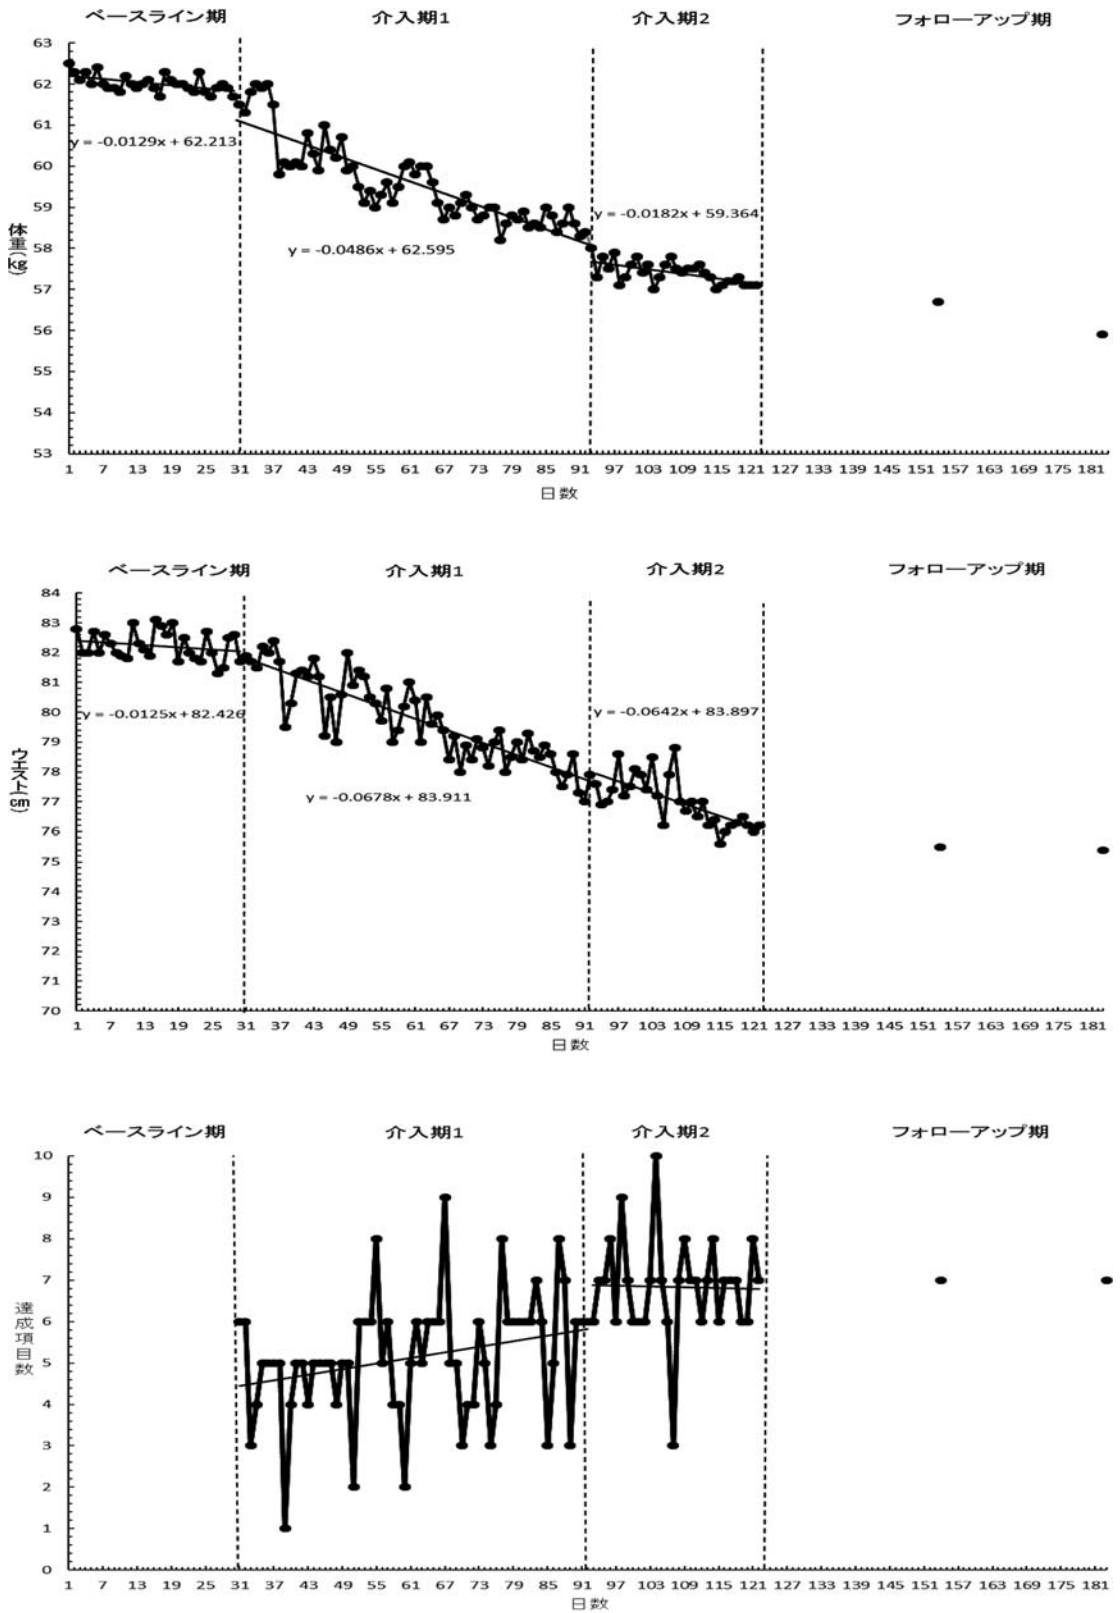 ベースライン期 介入期1 介入期2 フォローアップ期
63
62
61
y = -0.0129x + 62.213
60
59
y = -0.0182x + 59.364
体重(kg)
58
y = -0.0486x + 62.595
57
56
55
54
53
1 7 13 19 25 31 37 43 49 55 61 67 73 79 85 91 97 103 109 115 121 127 133 139 145 151 157 163 169 175 181
日数
ベースライン期 介入期1 介入期2 フォローアップ期
84
83
82
81
80
y = -0.0125x + 82.426
y = -0.0642x + 83.897
79
ウエスト(cm)
78
77
y = -0.0678x + 83.911
76
75
74
73
72
71
70
1 7 13 19 25 31 37 43 49 55 61 67 73 79 85 91 97 103 109 115 121 127 133 139 145 151 157 163 169 175 181
日数
ベースライン期 介入期1 介入期2 フォローアップ期
10
9
8
7
6
達成項目数
5
4
3
2
1
0
1 7 13 19 25 31 37 43 49 55 61 67 73 79 85 91 97 103 109 115 121 127 133 139 145 151 157 163 169 175 181
日数